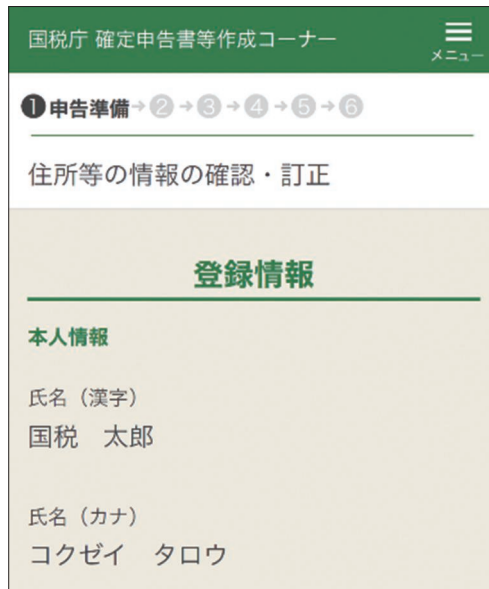 国税庁 確定申告書等作成コーナー
メニュー
❶申告準備→②→③→④→⑤→⑥
住所等の情報の確認・訂正
登録情報
本人情報
氏名（漢字）
国税　太郎
氏名（カナ）
コクゼイ　タロウ